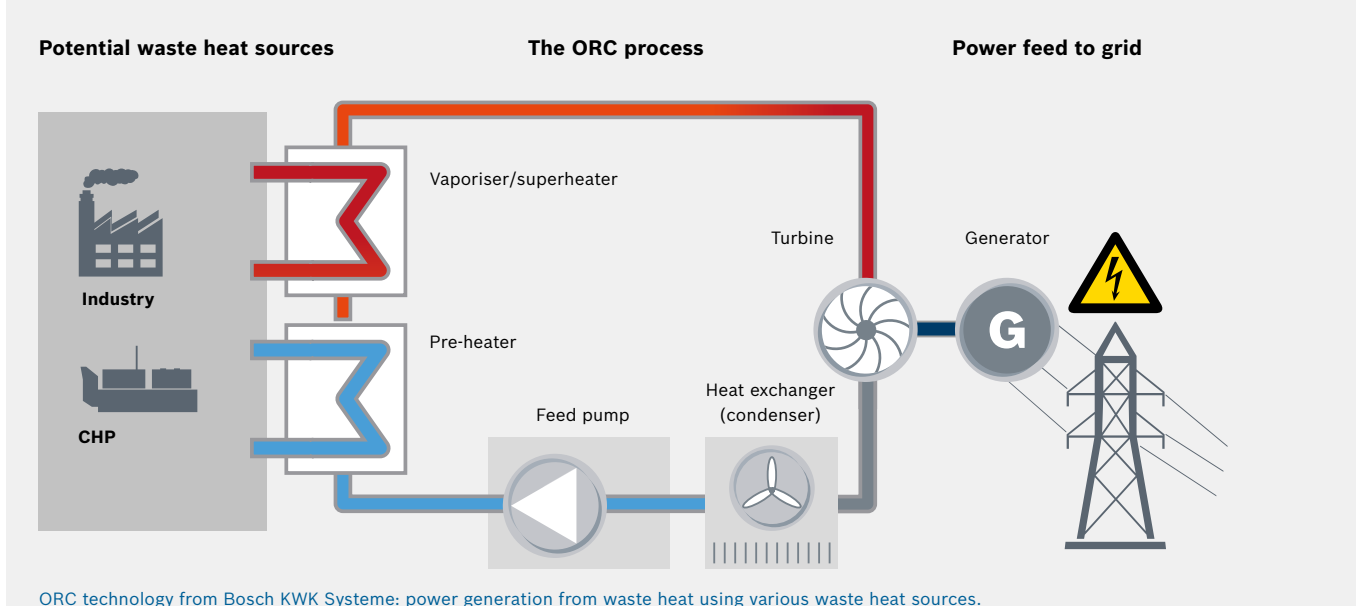 Potential waste heat sources
The ORC process
Power feed to grid
Vaporiser/superheater
Turbine
Generator
Industry
G
Pre-heater
Heat exchanger
(condenser)
Feed pump
CHP
ORC technology from Bosch KWK Systeme: power generation from waste heat using various waste heat sources.